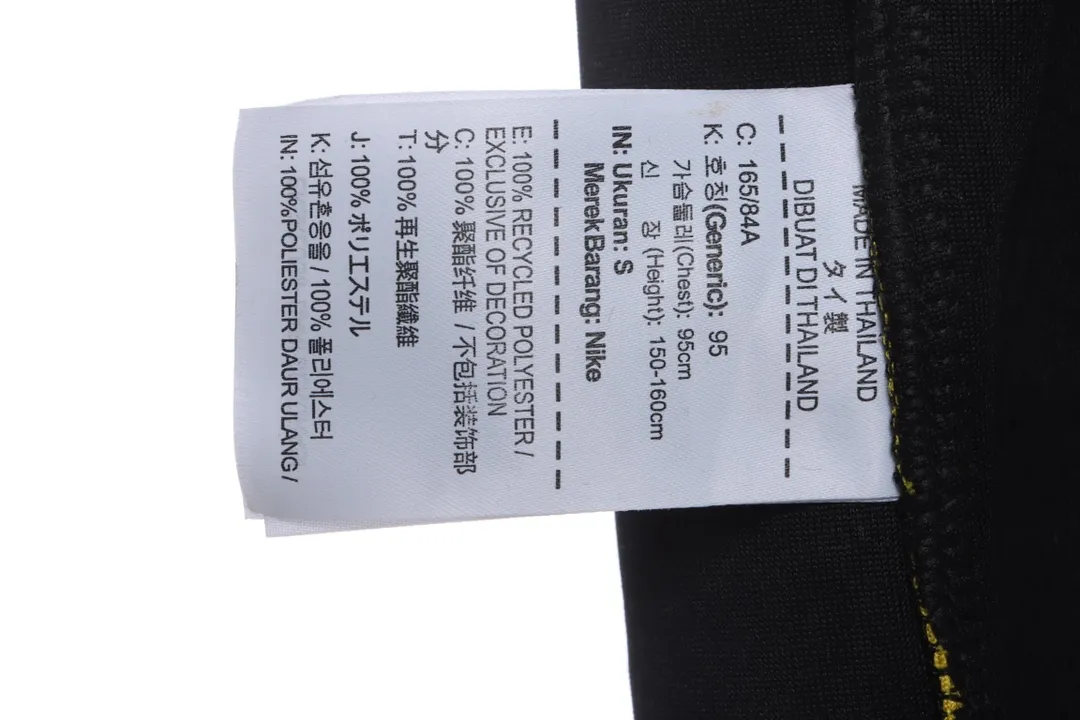 MADE IN THAILAND
タイ製
DIBUAT DI THAILAND
C: 165/84A
K: 호칭(Generic): 95
가슴둘레(Chest): 95cm
신 장 (Height): 150-160cm
IN: Ukuran: S
Merek Barang: Nike
E: 100% RECYCLED POLYESTER /
EXCLUSIVE OF DECORATION
C: 100% 聚酯纤维 / 不包括装饰部
分
T: 100% 再生聚酯纖維
J: 100% ポリエステル
K: 섬유혼용율 / 100% 폴리에스터
IN: 100% POLIESTER DAUR ULANG /